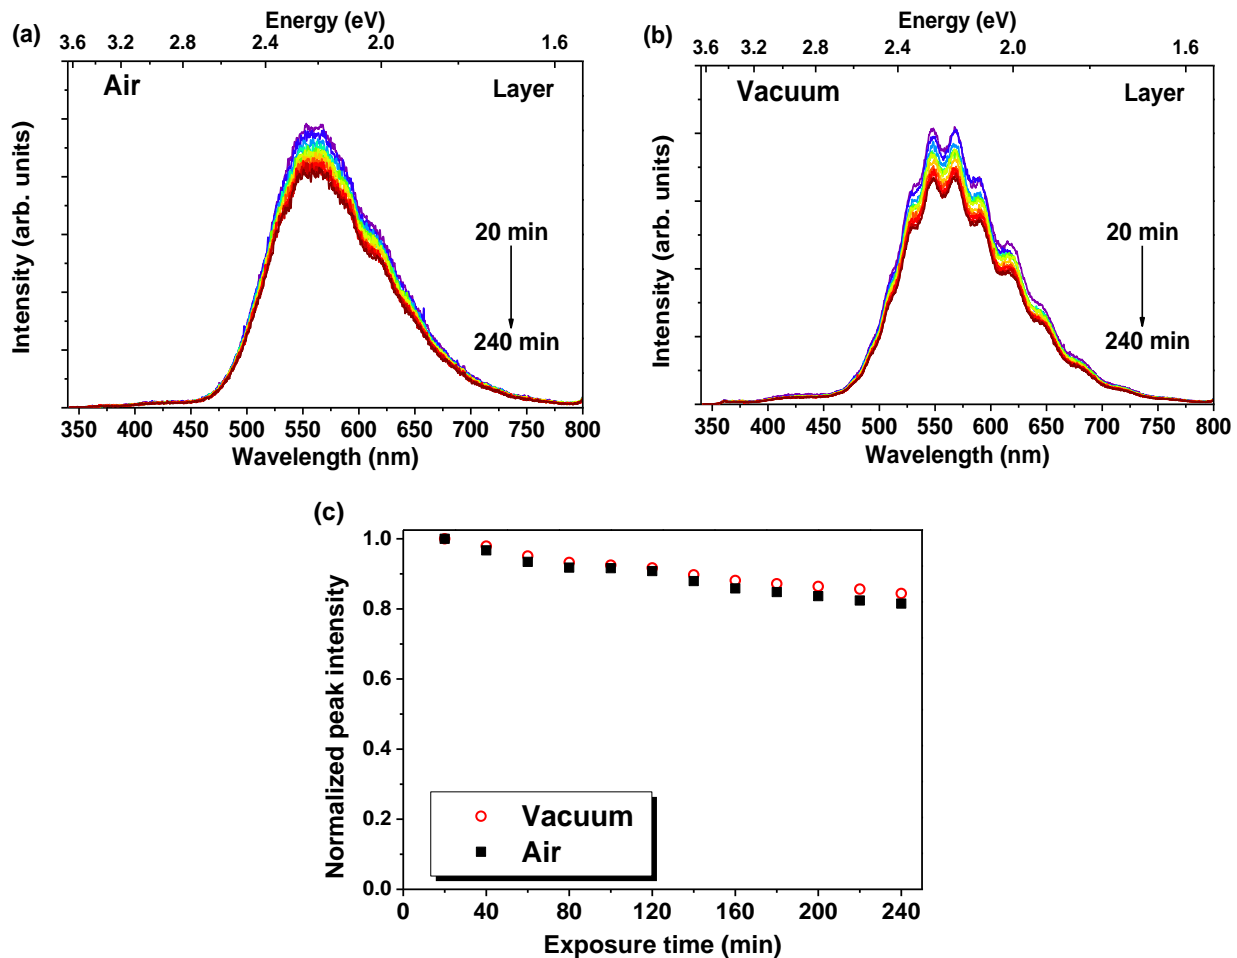 (a)
Energy (eV)
3.6 3.2 2.8 2.4 2.0 1.6
Air
Layer
20 min
240 min
Intensity (arb. units)
350 400 450 500 550 600 650 700 750 800
Wavelength (nm)
(b)
Energy (eV)
3.6 3.2 2.8 2.4 2.0 1.6
Vacuum
Layer
20 min
240 min
Intensity (arb. units)
350 400 450 500 550 600 650 700 750 800
Wavelength (nm)
(c)
1.0
0.8
0.6
0.4
0.2
0.0
Normalized peak intensity
Vacuum
Air
0 40 80 120 160 200 240
Exposure time (min)